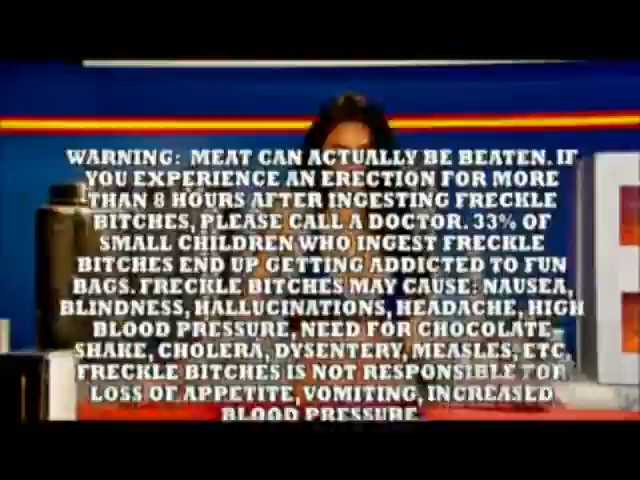 WARNING: MEAT CAN ACTUALLY BE BEATEN. IF
YOU EXPERIENCE AN ERECTION FOR MORE
THAN 8 HOURS AFTER INGESTING FRECKLE
BITCHES, PLEASE CALL A DOCTOR. 33% OF
SMALL CHILDREN WHO INGEST FRECKLE
BITCHES END UP GETTING ADDICTED TO FUN
BAGS. FRECKLE BITCHES MAY CAUSE: NAUSEA,
BLINDNESS, HALLUCINATIONS, HEADACHE, HIGH
BLOOD PRESSURE, NEED FOR CHOCOLATE
SHAKE, CHOLERA, DYSENTERY, MEASLES, ETC.
FRECKLE BITCHES IS NOT RESPONSIBLE FOR
LOSS OF APPETITE, VOMITING, INCREASED
BLOOD PRESSURE